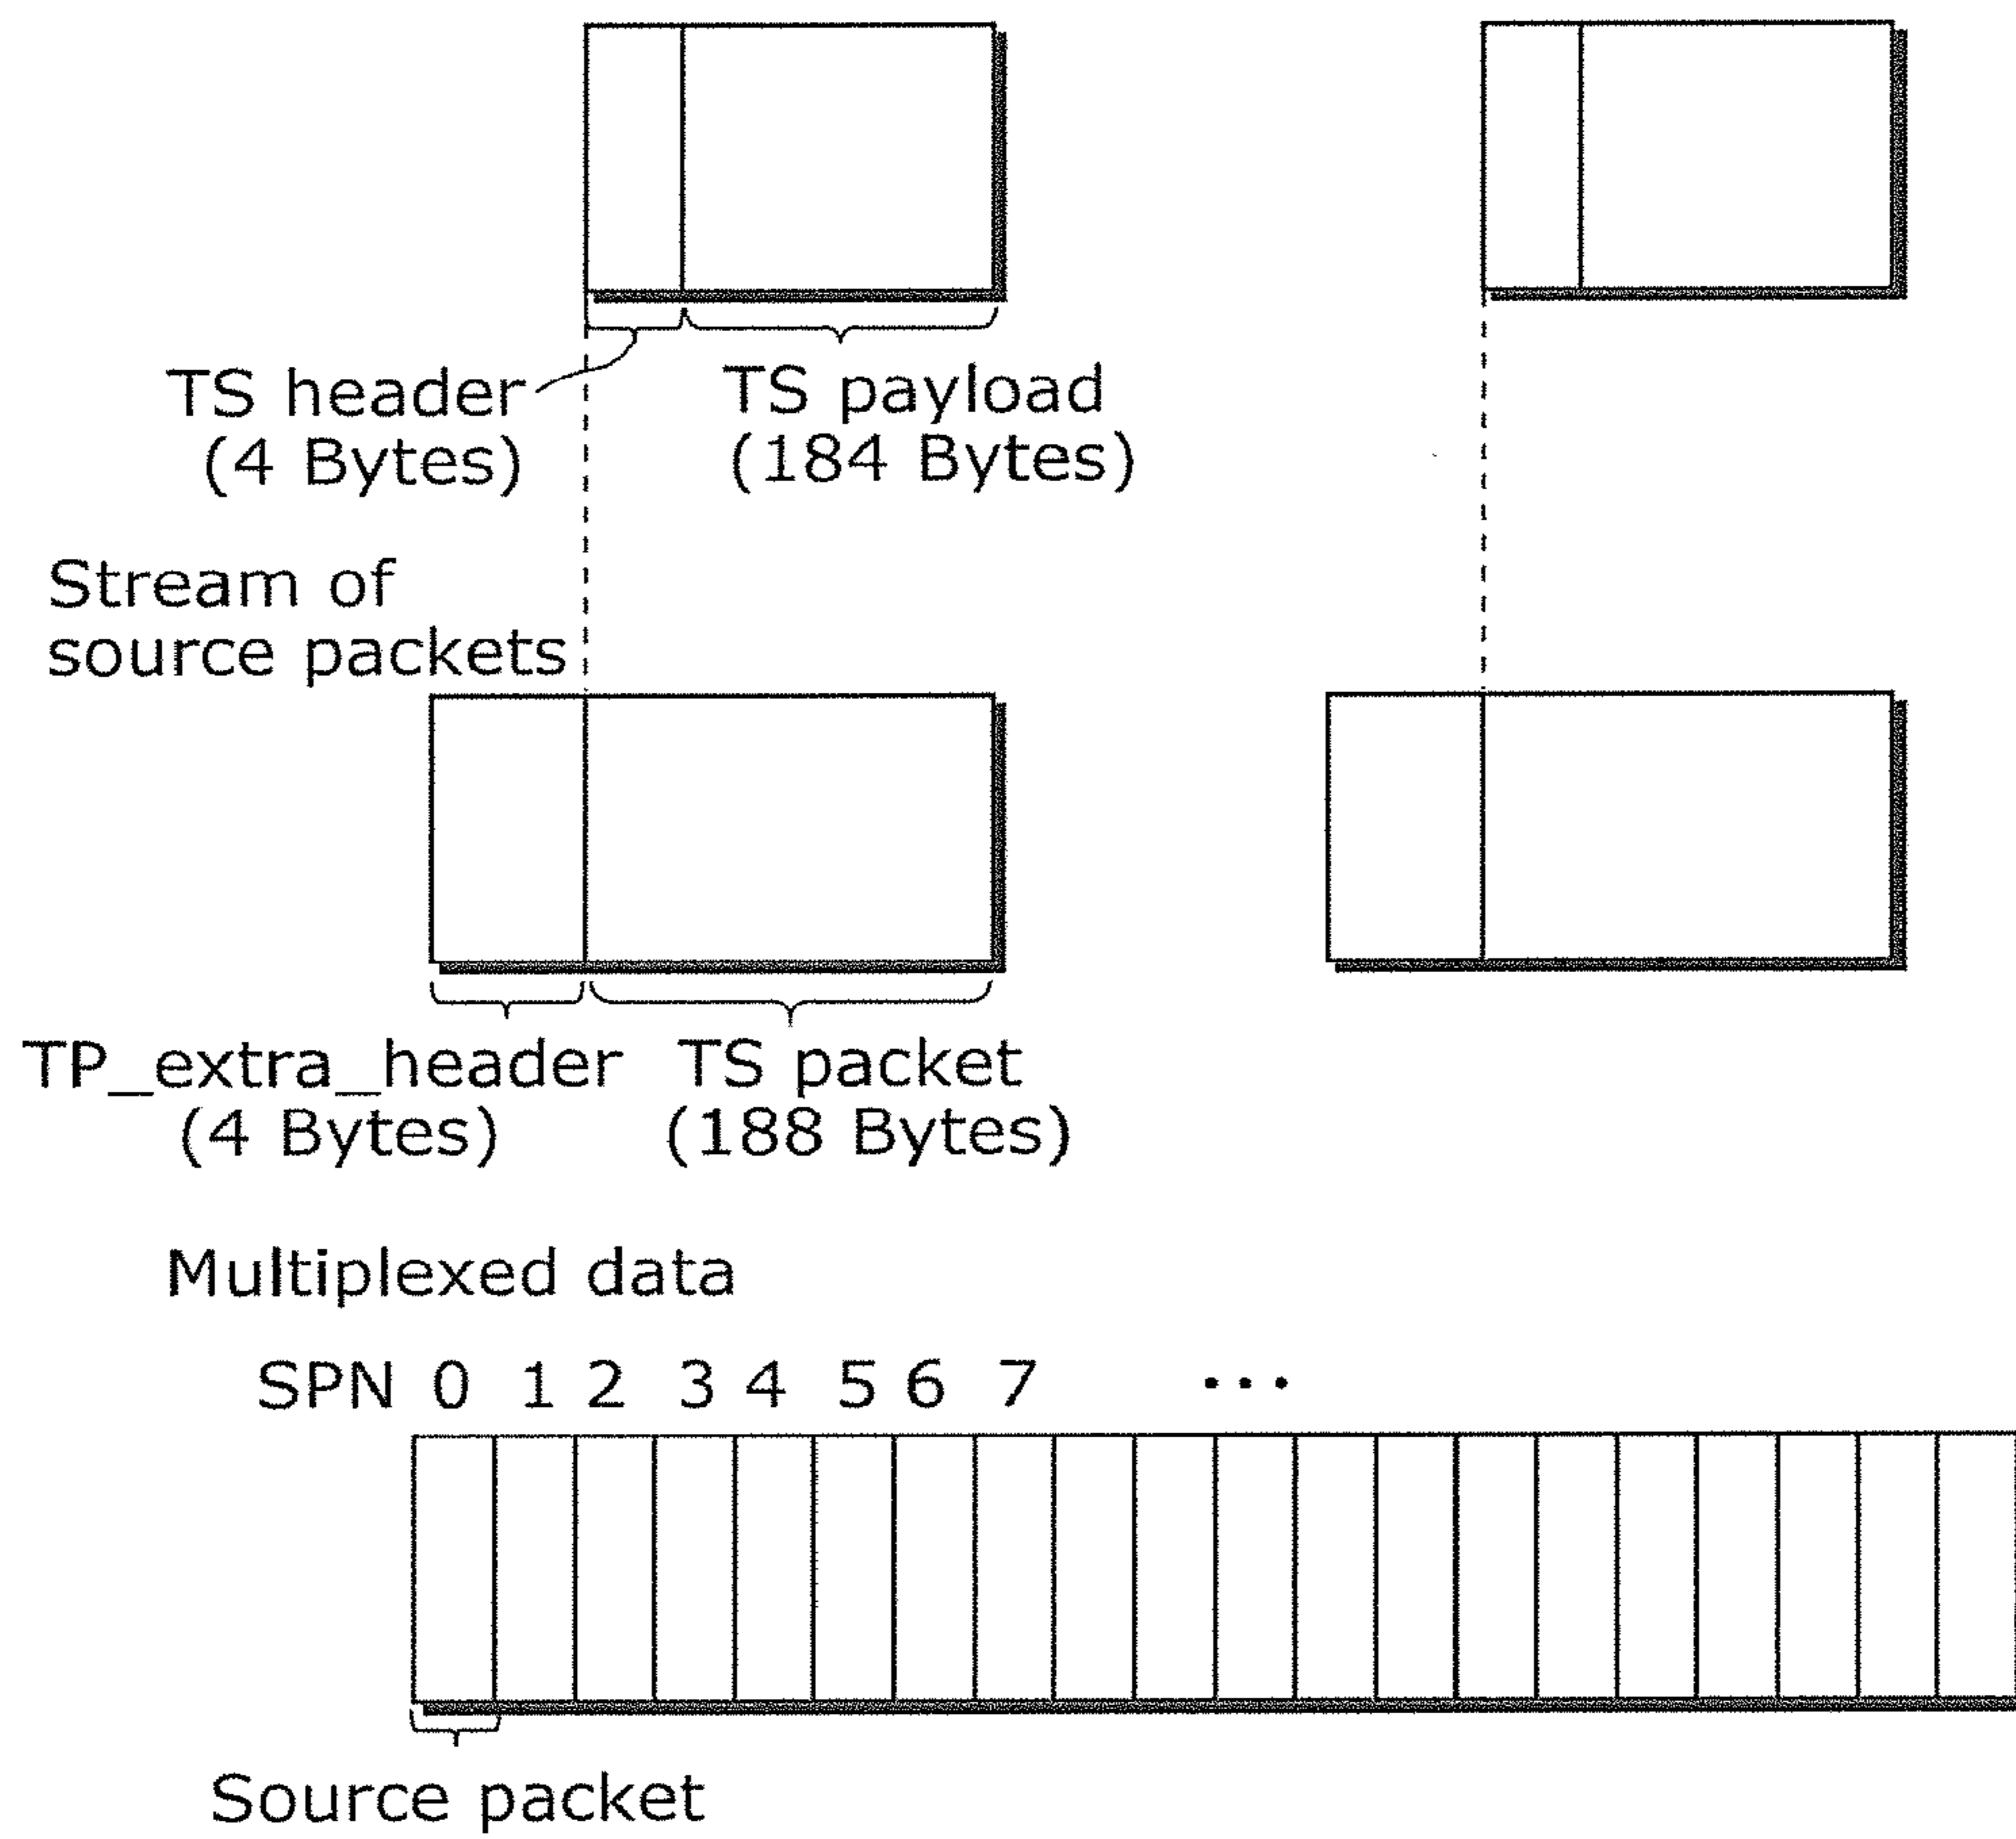 TS header
(4 Bytes)
TS payload
(184 Bytes)
Stream of
source packets
TP_extra_header
(4 Bytes)
TS packet
(188 Bytes)
Multiplexed data
SPN 0 1 2 3 4 5 6 7 ...
Source packet